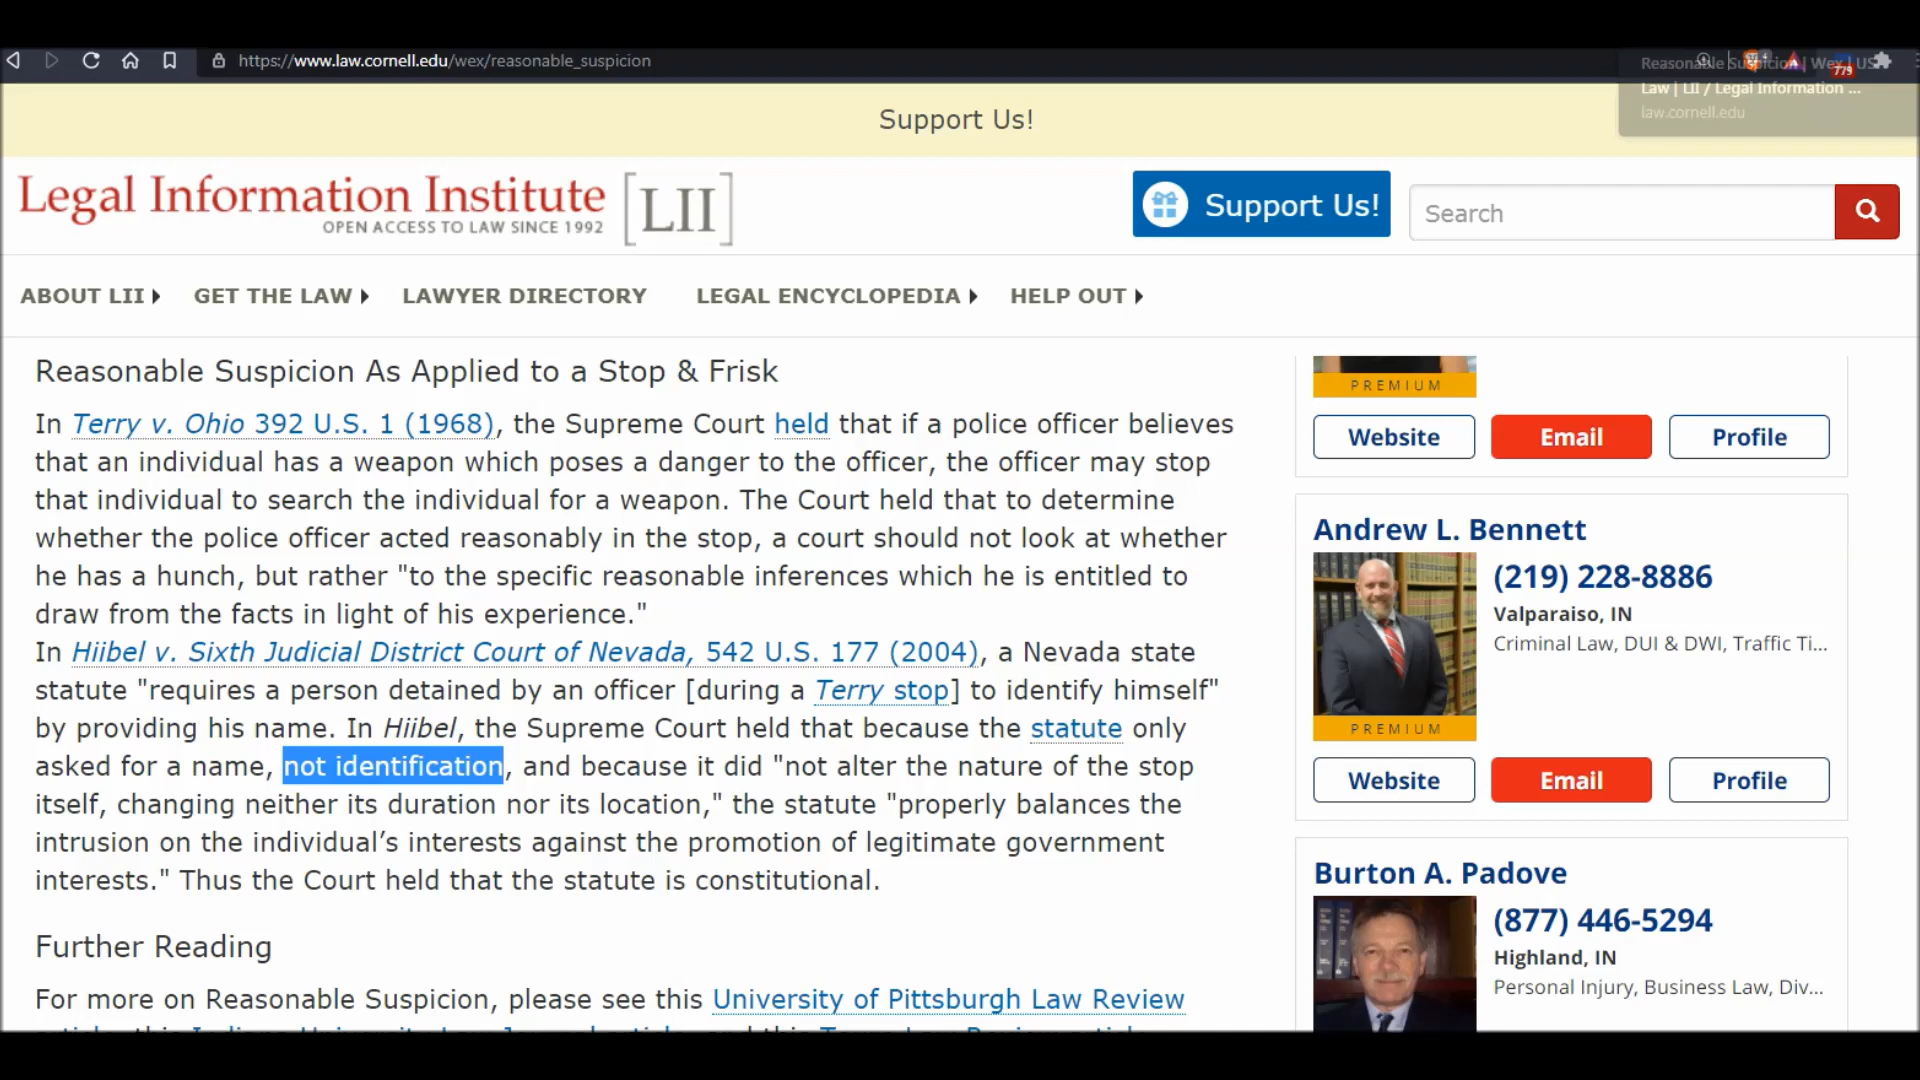 https://www.law.cornell.edu/wex/reasonable_suspicion
Reasonable Suspicion | Wex | US
Law | LII / Legal Information ...
law.cornell.edu
779
Support Us!
Legal Information Institute [LII]
OPEN ACCESS TO LAW SINCE 1992
Support Us!
Search
ABOUT LII GET THE LAW LAWYER DIRECTORY LEGAL ENCYCLOPEDIA HELP OUT
Reasonable Suspicion As Applied to a Stop & Frisk
In Terry v. Ohio 392 U.S. 1 (1968), the Supreme Court held that if a police officer believes
that an individual has a weapon which poses a danger to the officer, the officer may stop
that individual to search the individual for a weapon. The Court held that to determine
whether the police officer acted reasonably in the stop, a court should not look at whether
he has a hunch, but rather "to the specific reasonable inferences which he is entitled to
draw from the facts in light of his experience."
In Hiibel v. Sixth Judicial District Court of Nevada, 542 U.S. 177 (2004), a Nevada state
statute "requires a person detained by an officer [during a Terry stop] to identify himself"
by providing his name. In Hiibel, the Supreme Court held that because the statute only
asked for a name, not identification, and because it did "not alter the nature of the stop
itself, changing neither its duration nor its location," the statute "properly balances the
intrusion on the individual’s interests against the promotion of legitimate government
interests." Thus the Court held that the statute is constitutional.
Further Reading
For more on Reasonable Suspicion, please see this University of Pittsburgh Law Review
PREMIUM
Website Email Profile
Andrew L. Bennett
(219) 228-8886
Valparaiso, IN
Criminal Law, DUI & DWI, Traffic Ti...
PREMIUM
Website Email Profile
Burton A. Padove
(877) 446-5294
Highland, IN
Personal Injury, Business Law, Div...